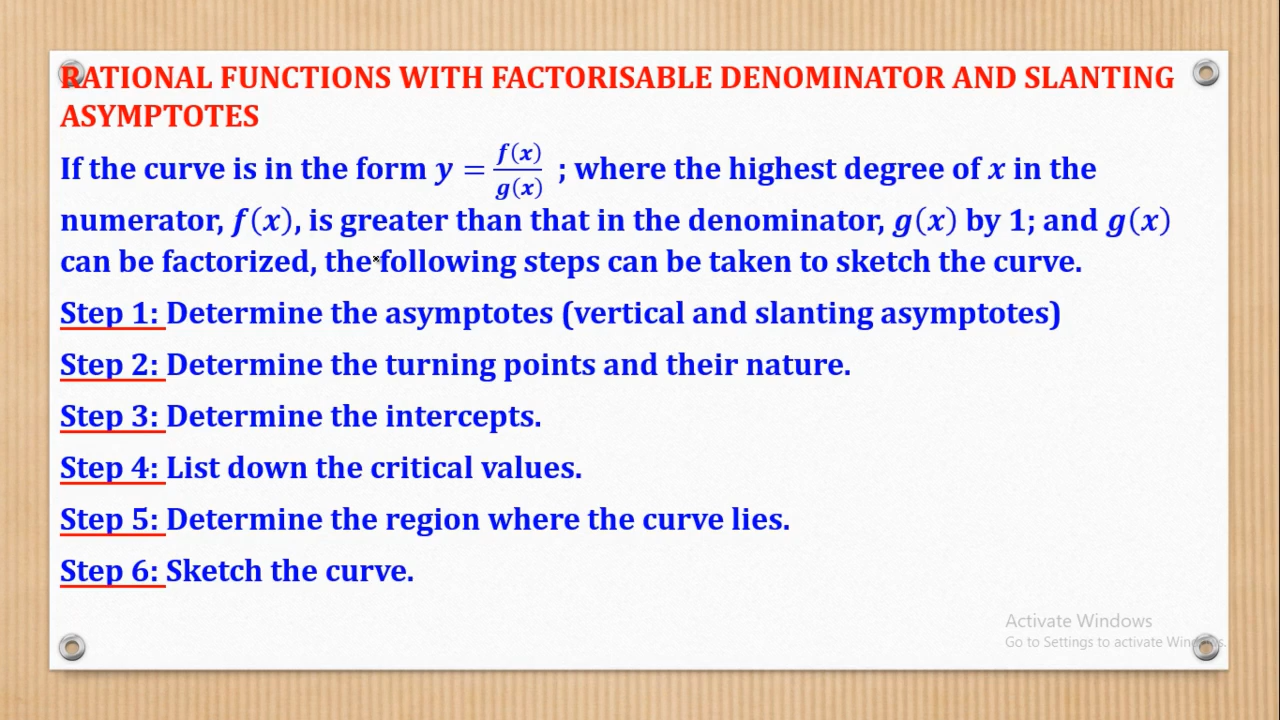 RATIONAL FUNCTIONS WITH FACTORISABLE DENOMINATOR AND SLANTING
ASYMPTOTES
If the curve is in the form y = f(x)/g(x) ; where the highest degree of x in the
numerator, f(x), is greater than that in the denominator, g(x) by 1; and g(x)
can be factorized, the following steps can be taken to sketch the curve.
Step 1: Determine the asymptotes (vertical and slanting asymptotes)
Step 2: Determine the turning points and their nature.
Step 3: Determine the intercepts.
Step 4: List down the critical values.
Step 5: Determine the region where the curve lies.
Step 6: Sketch the curve.
Activate Windows
Go to Settings to activate Windows.